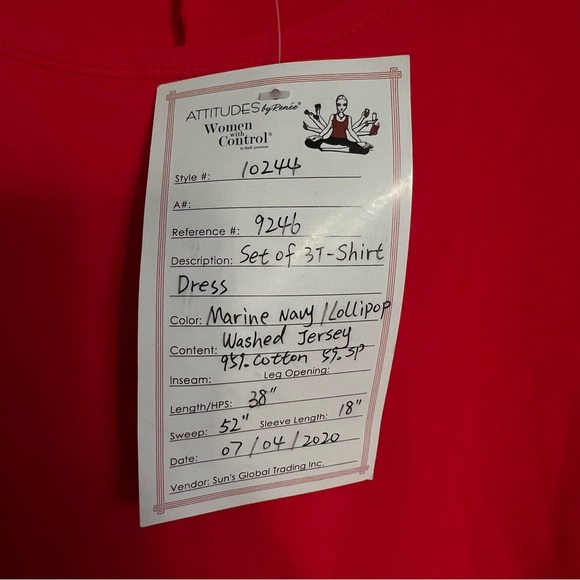 ATTITUDES by Renée®
Women
with
Control®
Style #: 10244
A#:
Reference #: 9246
Description: Set of 3T-Shirt
Dress
Color: Marine Navy / Lollipop
Content: Washed Jersey
95%. Cotton 5%. SP
Inseam: Leg Opening:
Length/HPS: 38"
Sweep: 52" Sleeve Length: 18"
Date: 07/04/2020
Vendor: Sun's Global Trading Inc.